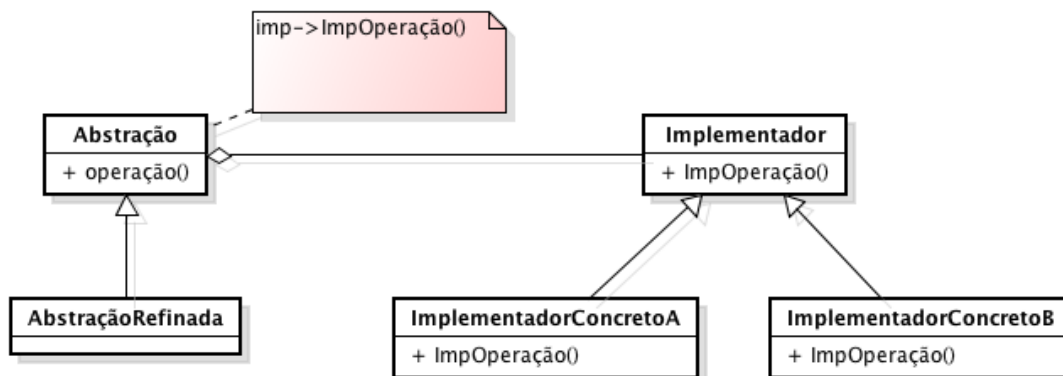 imp->ImpOperação()
Abstração
+ operação()
Implementador
+ ImpOperação()
AbstraçãoRefinada
ImplementadorConcretoA
+ ImpOperação()
ImplementadorConcretoB
+ ImpOperação()